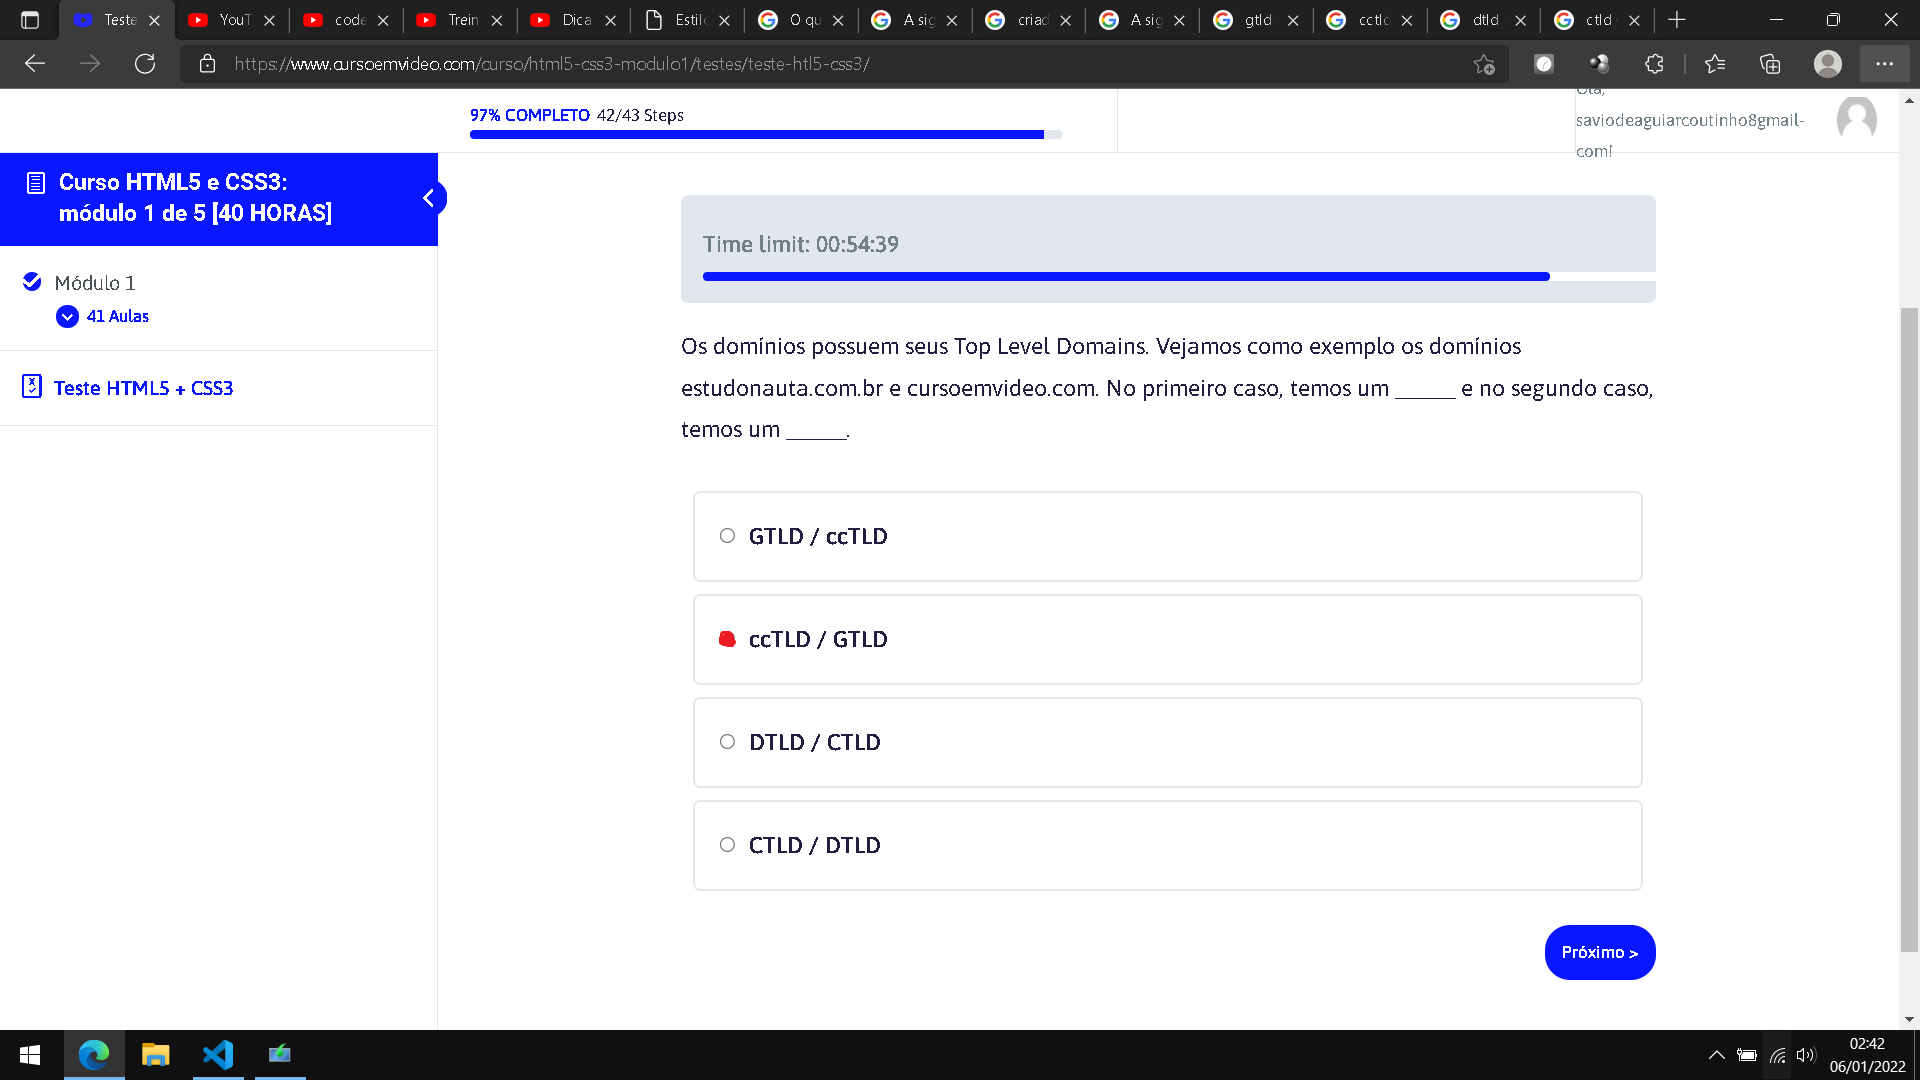 Teste
YouT
code
Trein
Dica
Estilo
O qu
A sig
criad
A sig
gtld
cctld
dtld
ctld
https://www.cursoemvideo.com/curso/html5-css3-modulo1/testes/teste-htl5-css3/
97% COMPLETO 42/43 Steps
Olá,
saviodeaguiarcoutinho8gmail-
com!
Curso HTML5 e CSS3:
módulo 1 de 5 [40 HORAS]
Módulo 1
41 Aulas
Teste HTML5 + CSS3
Time limit: 00:54:39
Os domínios possuem seus Top Level Domains. Vejamos como exemplo os domínios
estudonauta.com.br e cursoemvideo.com. No primeiro caso, temos um ______ e no segundo caso,
temos um ______.
GTLD / ccTLD
ccTLD / GTLD
DTLD / CTLD
CTLD / DTLD
Próximo >
02:42
06/01/2022